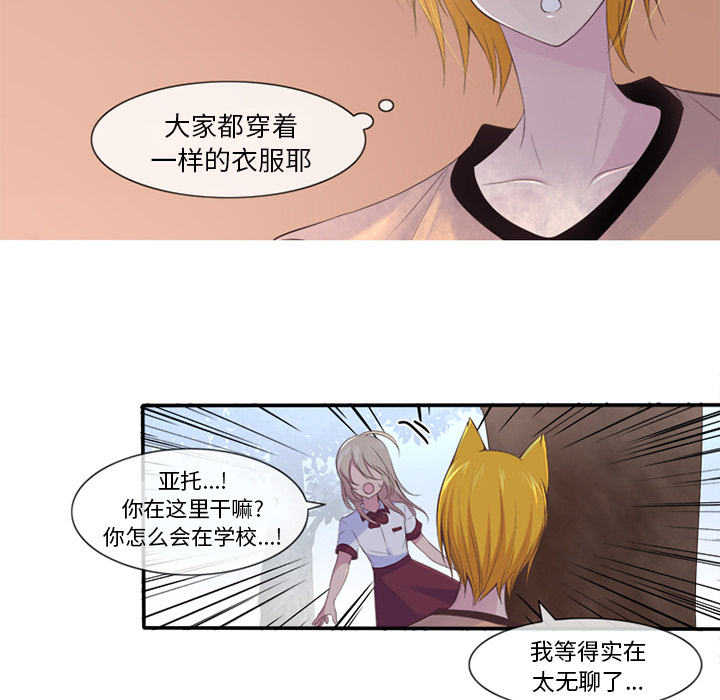 大家都穿着
一样的衣服耶
亚托...!
你在这里干嘛?
你怎么会在学校...!
我等得实在
太无聊了...